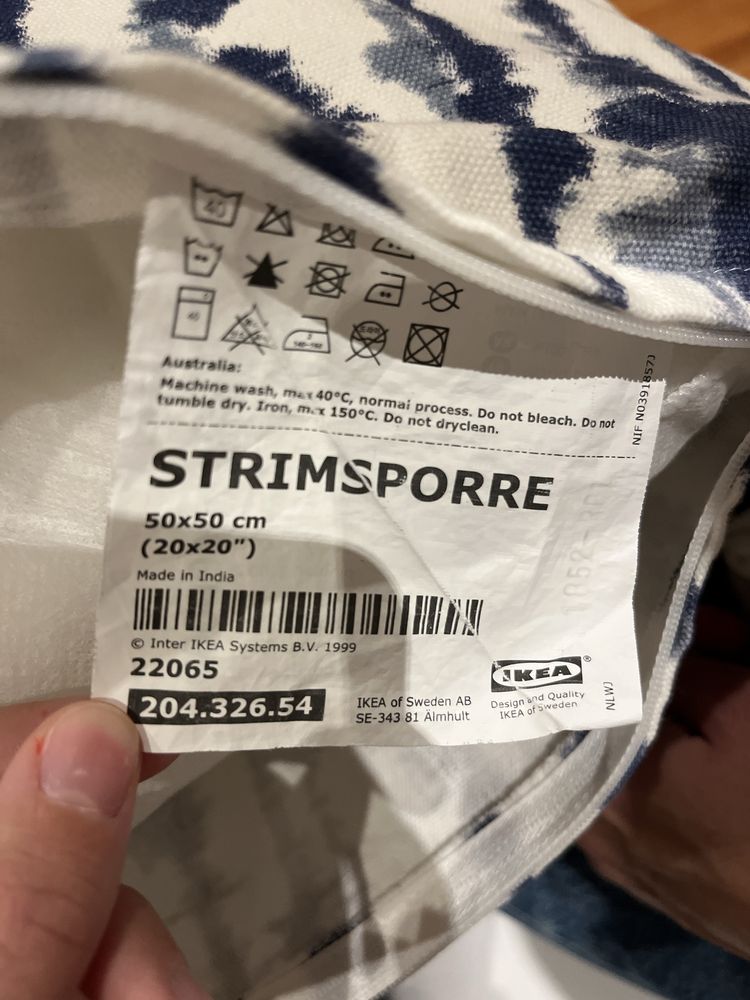 40
40
Australia:
Machine wash, max 40°C, normal process. Do not bleach. Do not
tumble dry. Iron, max 150°C. Do not dryclean.
STRIMSPORRE
50x50 cm
(20x20")
Made in India
© Inter IKEA Systems B.V. 1999
22065
204.326.54
IKEA of Sweden AB
SE-343 81 Älmhult
IKEA®
Design and Quality
IKEA of Sweden
NLWJ
NIF N0391857J